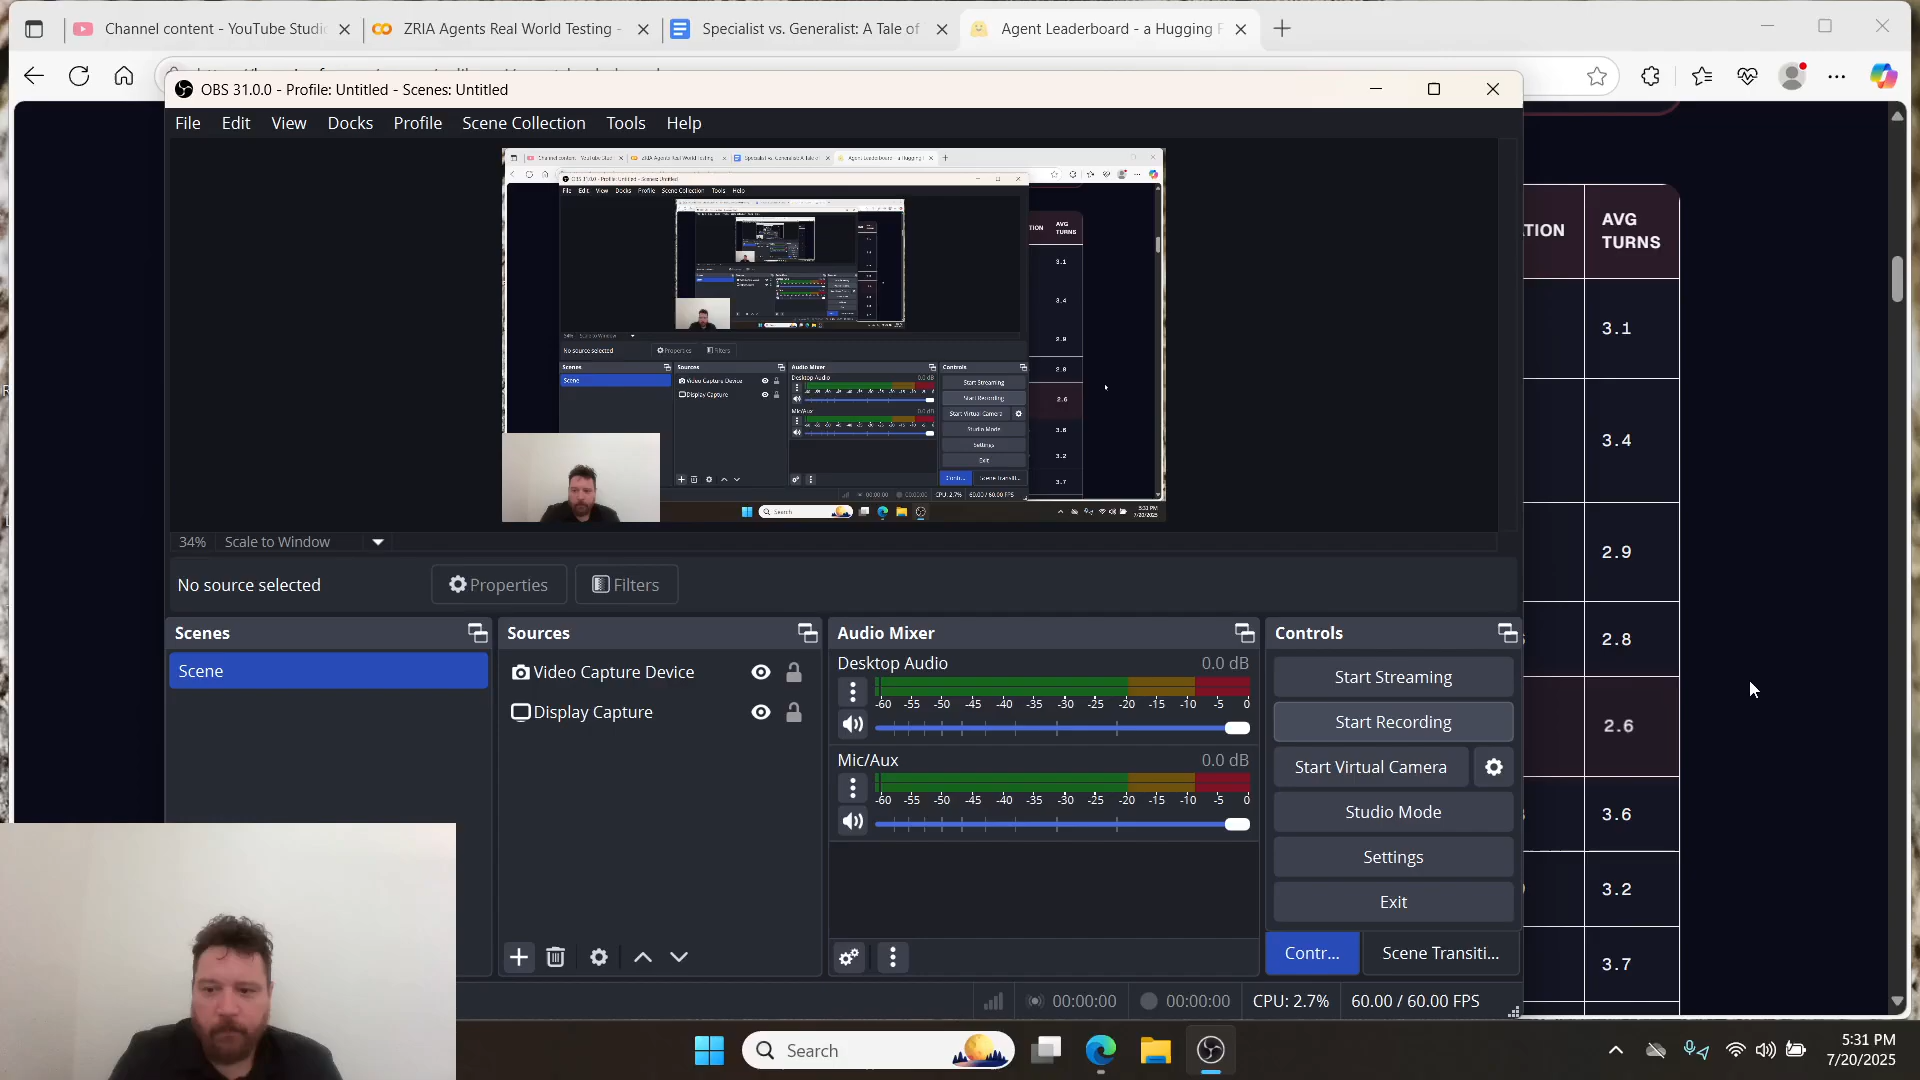 Channel content - YouTube Studi
ZRIA Agents Real World Testing -
Specialist vs. Generalist: A Tale of
Agent Leaderboard - a Hugging F
OBS 31.0.0 - Profile: Untitled - Scenes: Untitled
File Edit View Docks Profile Scene Collection Tools Help
34% Scale to Window
No source selected Properties Filters
Scenes
Scene
Sources
Video Capture Device
Display Capture
Audio Mixer
Desktop Audio 0.0 dB
-60 -55 -50 -45 -40 -35 -30 -25 -20 -15 -10 -5 0
Mic/Aux 0.0 dB
-60 -55 -50 -45 -40 -35 -30 -25 -20 -15 -10 -5 0
Controls
Start Streaming
Start Recording
Start Virtual Camera
Studio Mode
Settings
Exit
Contr... Scene Transiti...
00:00:00 00:00:00 CPU: 2.7% 60.00 / 60.00 FPS
TION
AVG
TURNS
3.1
3.4
2.9
2.8
2.6
3.6
3.2
3.7
Search
5:31 PM
7/20/2025